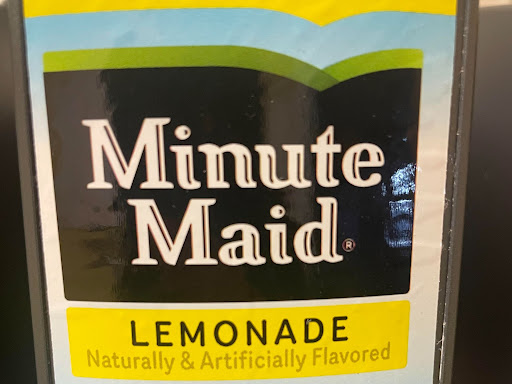 Minute
Maid®
LEMONADE
Naturally & Artificially Flavored